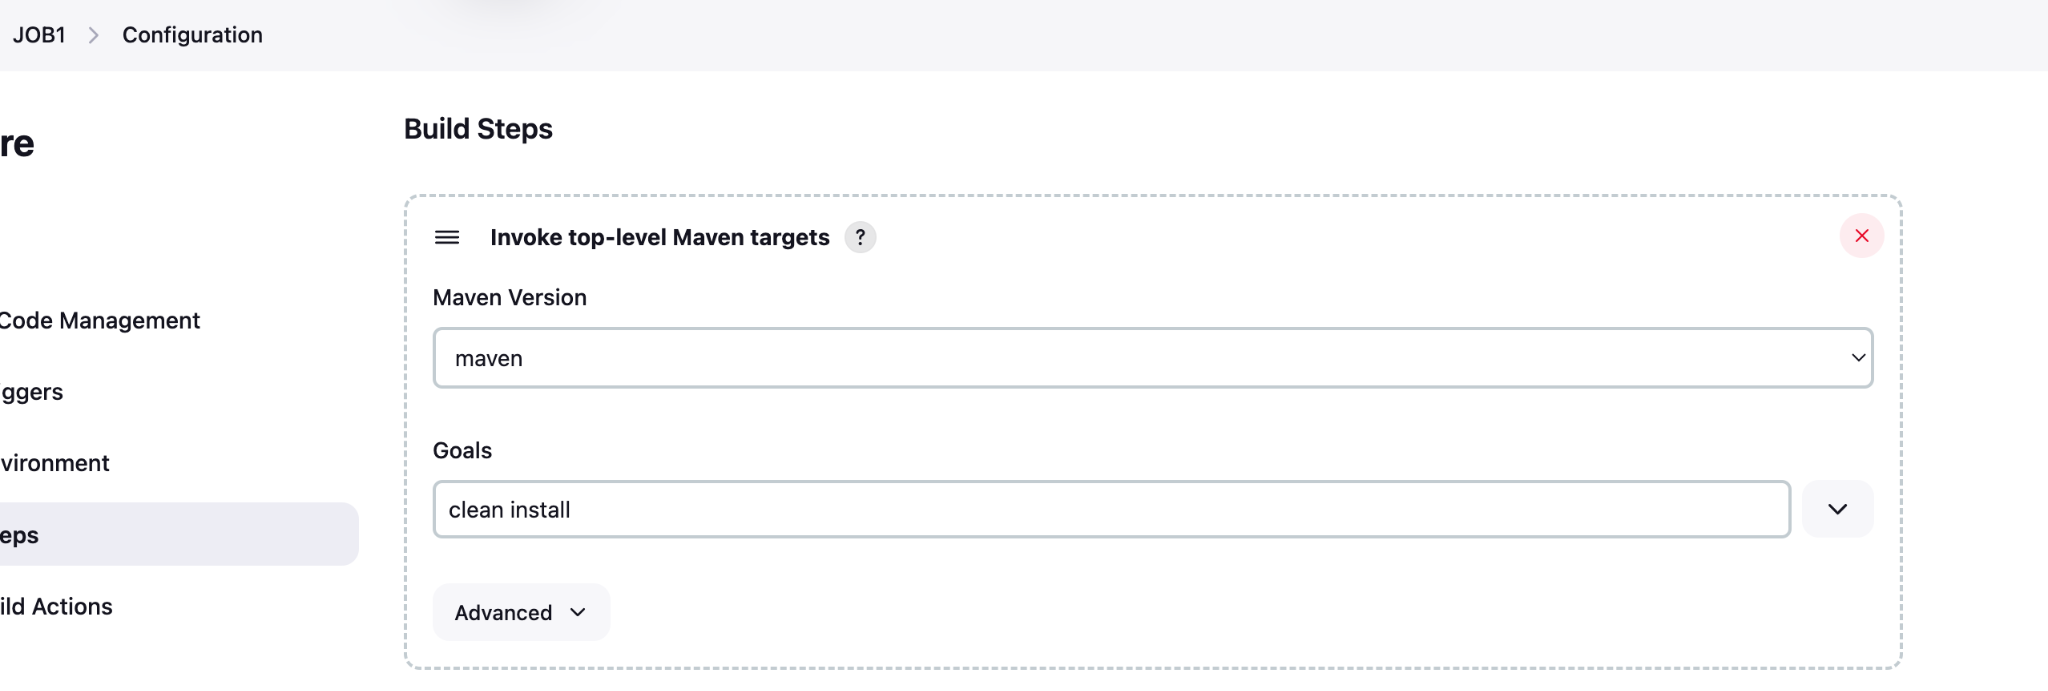 JOB1 > Configuration
re
Code Management
iggers
vironment
eps
ild Actions
Build Steps
Invoke top-level Maven targets ?
Maven Version
maven
Goals
clean install
Advanced